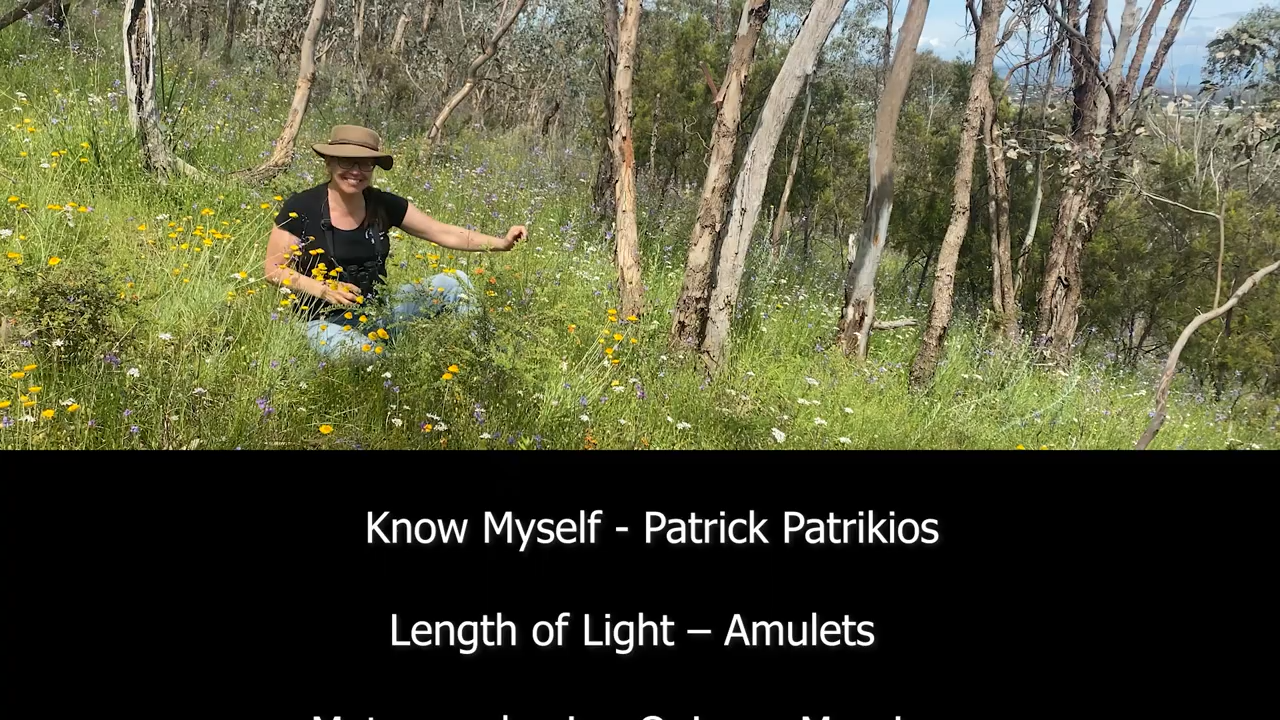 Know Myself - Patrick Patrikios
Length of Light – Amulets